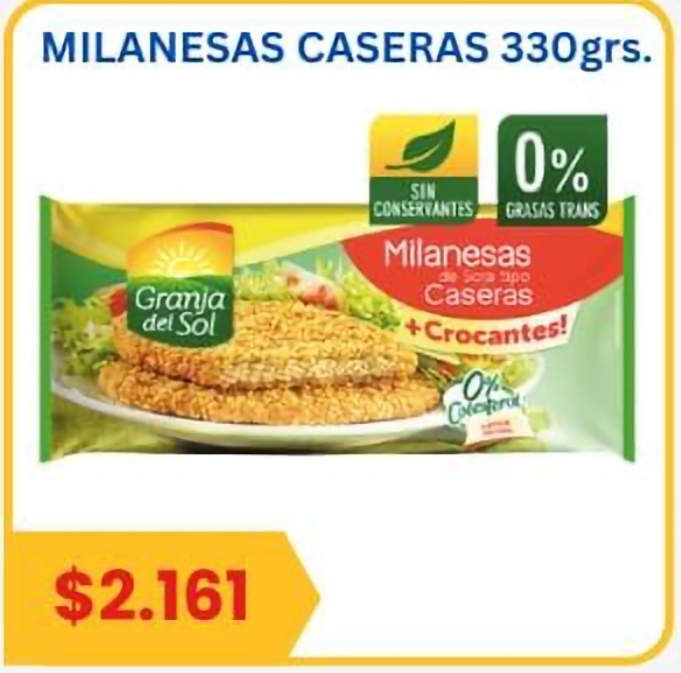 MILANESAS CASERAS 330grs.
SIN
CONSERVANTES
0%
GRASAS TRANS
Milanesas
de Soja tipo
Caseras
+Crocantes!
Granja
del Sol
0%
Colesterol
$2.161